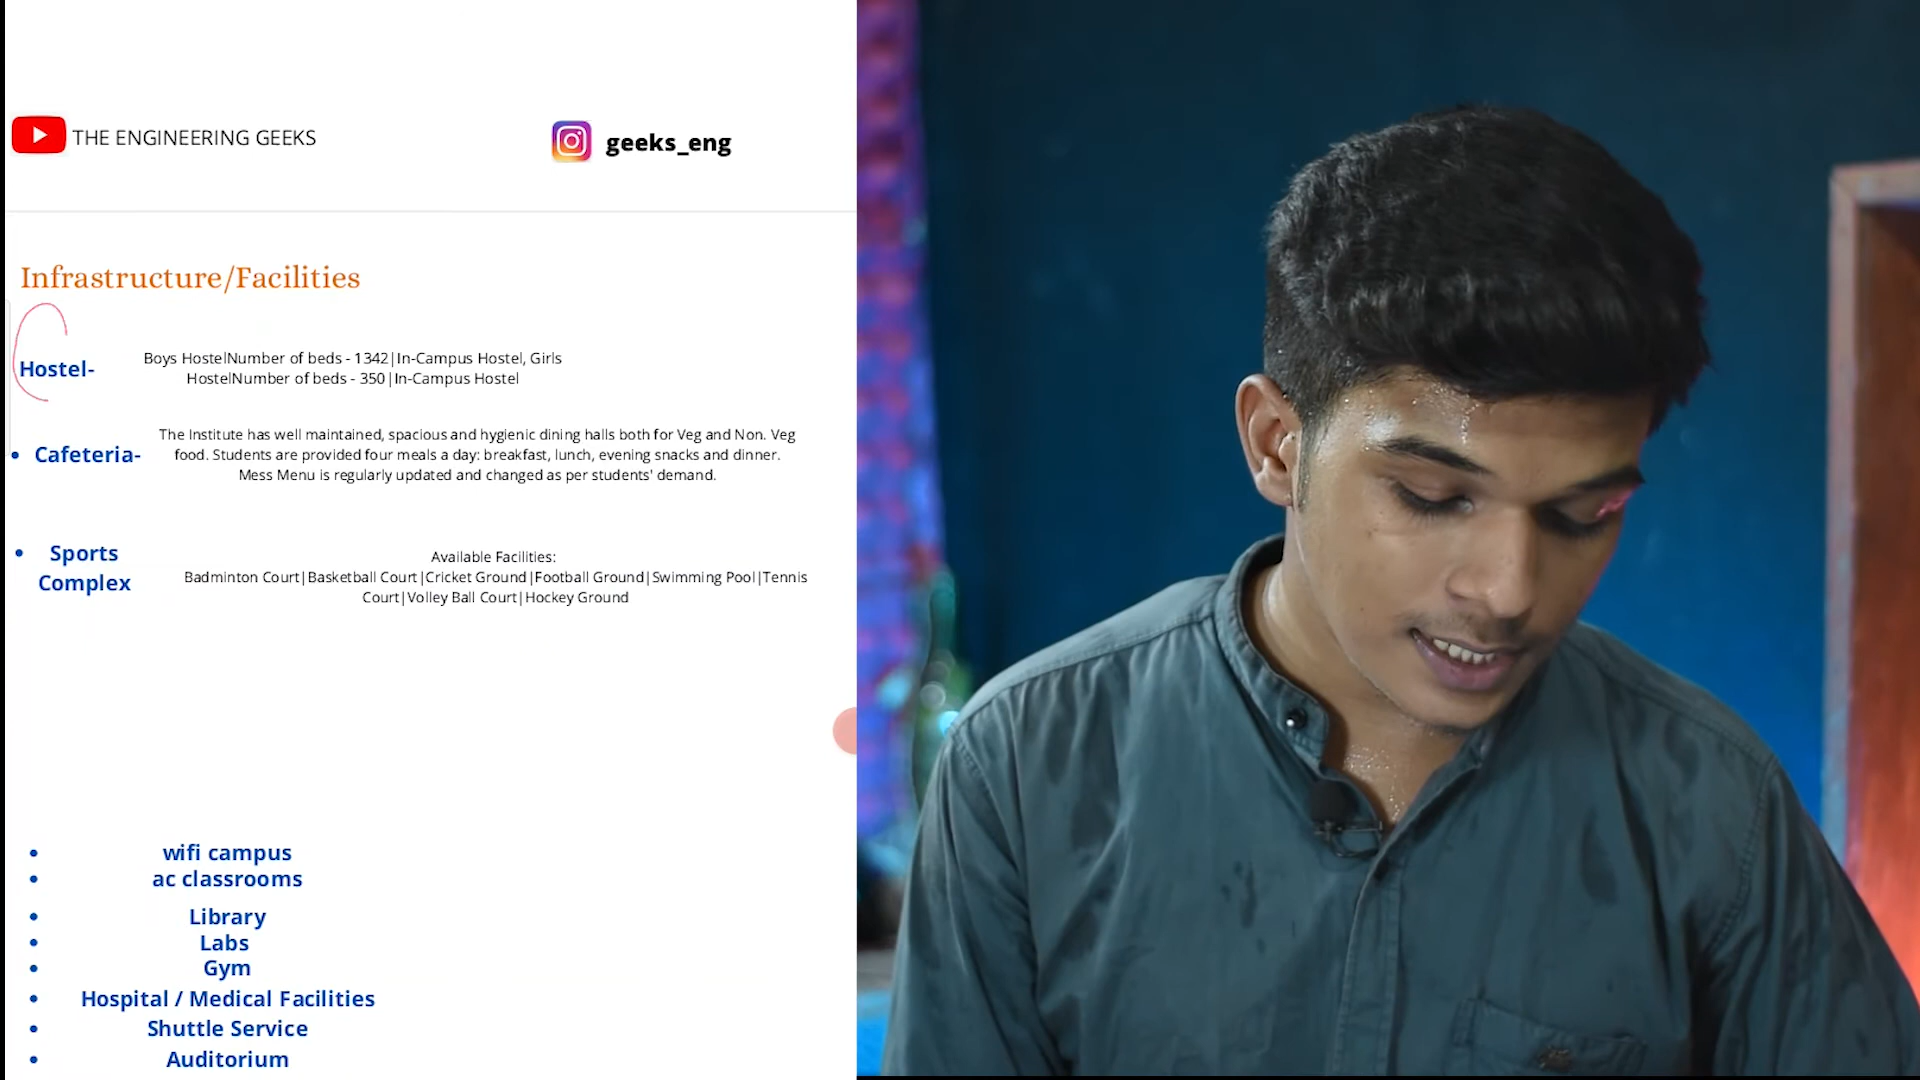 THE ENGINEERING GEEKS
geeks_eng
Infrastructure/Facilities
Hostel-
Boys HostelNumber of beds - 1342|In-Campus Hostel, Girls
HostelNumber of beds - 350|In-Campus Hostel
Cafeteria-
The Institute has well maintained, spacious and hygienic dining halls both for Veg and Non. Veg
food. Students are provided four meals a day: breakfast, lunch, evening snacks and dinner.
Mess Menu is regularly updated and changed as per students' demand.
Sports
Complex
Available Facilities:
Badminton Court|Basketball Court|Cricket Ground|Football Ground|Swimming Pool|Tennis
Court|Volley Ball Court|Hockey Ground
wifi campus
ac classrooms
Library
Labs
Gym
Hospital / Medical Facilities
Shuttle Service
Auditorium